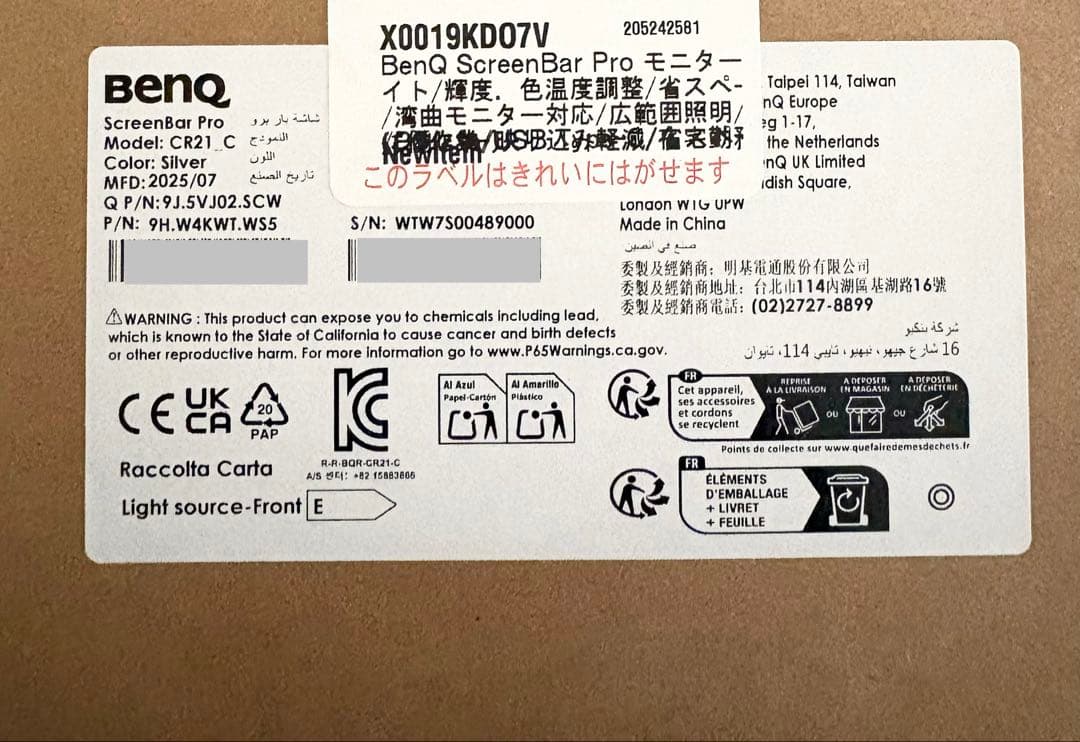 X0019KDO7V
205242581
BenQ ScreenBar Pro モニター
イト/輝度．色温度調整/省スペ-
/湾曲モニター対応/広範囲照明/
NewItem
このラベルはきれいにはがせます
BenQ
ScreenBar Pro
شاشة بار برو
Model: CR21_C
النموذج
Color: Silver
اللون
MFD: 2025/07
تاريخ الصنع
Q P/N: 9J.5VJ02.SCW
P/N: 9H.W4KWT.WS5
S/N: WTW7S00489000
Taipei 114, Taiwan
nQ Europe
eg 1-17,
the Netherlands
nQ UK Limited
dish Square,
London W1G 0PW
Made in China
صنع في الصين
委製及經銷商: 明基電通股份有限公司
委製及經銷商地址: 台北市114內湖區基湖路16號
委製及經銷商電話: (02)2727-8899
شركة بنكيو
16 شارع جيهو، نيهيو، تايبي 114، تايوان
WARNING : This product can expose you to chemicals including lead,
which is known to the State of California to cause cancer and birth defects
or other reproductive harm. For more information go to www.P65Warnings.ca.gov.
CE
UK
CA
20
PAP
R-R-BQR-CR21-C
A/S 센터: +82 15883866
Al Azul
Papel-Cartón
Al Amarillo
Plástico
FR
Cet appareil,
ses accessoires
et cordons
se recyclent
REPRISE
À LA LIVRAISON
OU
À DÉPOSER
EN MAGASIN
OU
À DÉPOSER
EN DÉCHÈTERIE
Points de collecte sur www.quefairedemesdechets.fr
Raccolta Carta
Light source-Front
E
FR
ÉLÉMENTS
D'EMBALLAGE
+ LIVRET
+ FEUILLE